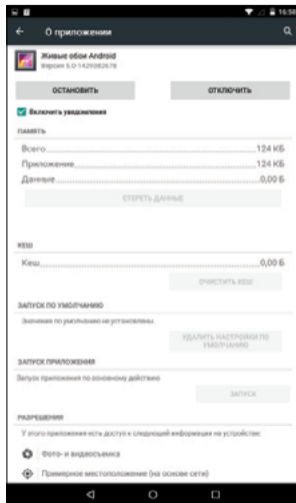 16:58
О приложении
Живые обои Android
Версия 5.0-1429382678
ОСТАНОВИТЬ
ОТКЛЮЧИТЬ
Включить уведомления
ПАМЯТЬ
Всего 124 КБ
Приложение 124 КБ
Данные 0,00 Б
СТЕРЕТЬ ДАННЫЕ
КЕШ
Кеш 0,00 Б
ОЧИСТИТЬ КЕШ
ЗАПУСК ПО УМОЛЧАНИЮ
Значения по умолчанию не установлены.
УДАЛИТЬ НАСТРОЙКИ ПО
УМОЛЧАНИЮ
ЗАПУСК ПРИЛОЖЕНИЯ
Запуск приложения по основному действию
ЗАПУСК
РАЗРЕШЕНИЯ
У этого приложения есть доступ к следующей информации на устройстве:
Фото- и видеосъемка
Примерное местоположение (на основе сети)